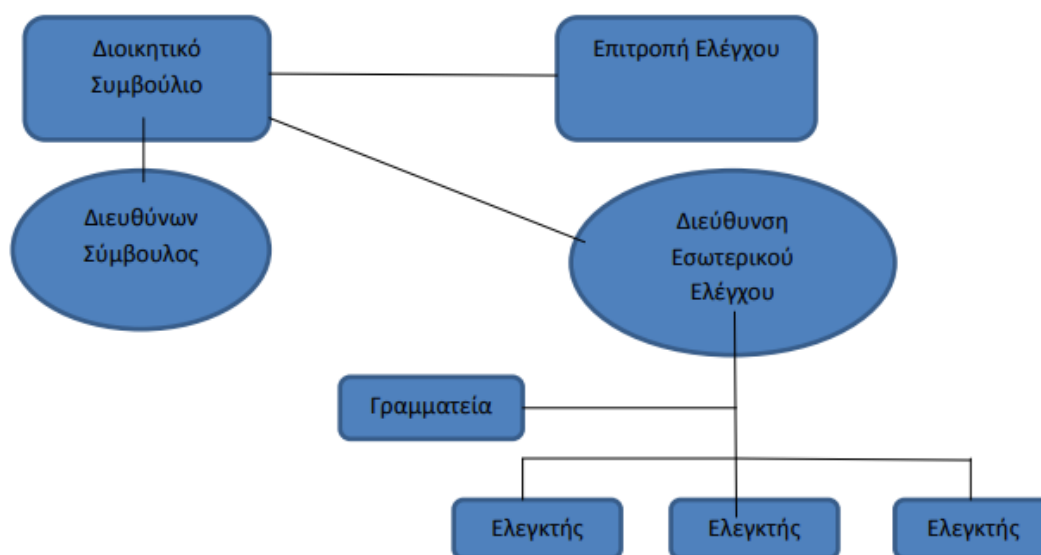 Διοικητικό
Συμβούλιο
Επιτροπή Ελέγχου
Διευθύνων
Σύμβουλος
Διεύθυνση
Εσωτερικού
Ελέγχου
Γραμματεία
Ελεγκτής
Ελεγκτής
Ελεγκτής